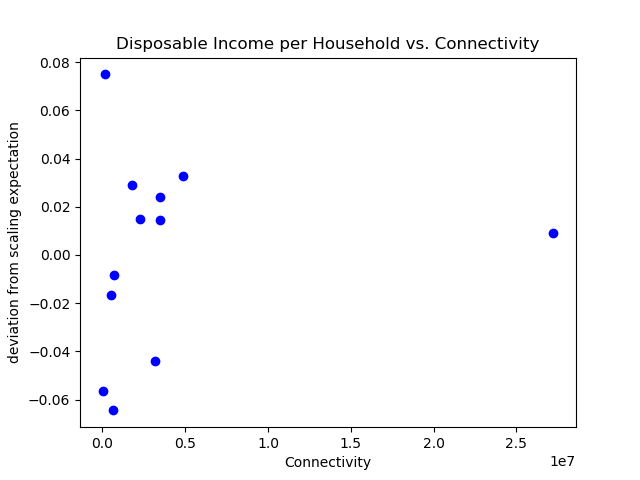 Disposable Income per Household vs. Connectivity
0.08
0.06
0.04
0.02
0.00
−0.02
−0.04
−0.06
deviation from scaling expectation
0.0 0.5 1.0 1.5 2.0 2.5
1e7
Connectivity